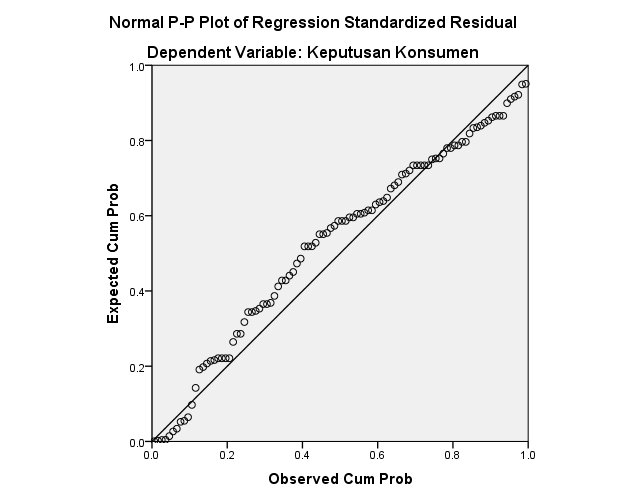 Normal P-P Plot of Regression Standardized Residual
Dependent Variable: Keputusan Konsumen
1.0
0.8
0.6
0.4
0.2
0.0
Expected Cum Prob
0.0 0.2 0.4 0.6 0.8 1.0
Observed Cum Prob